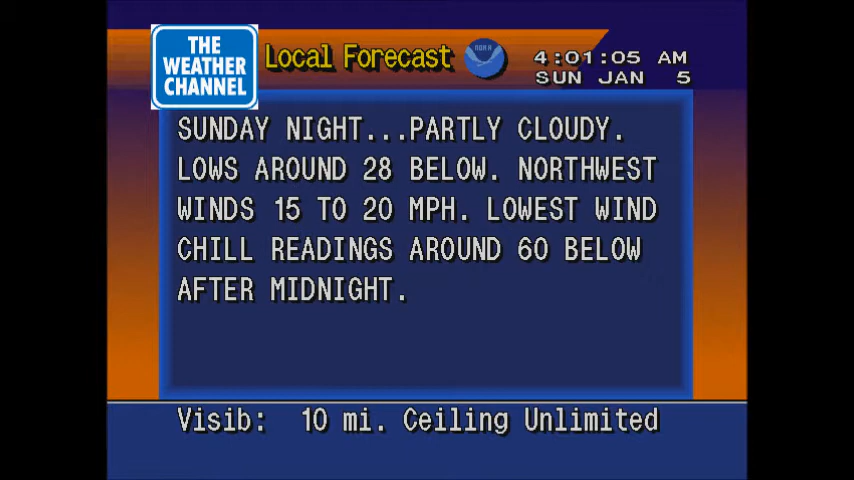 THE
WEATHER
CHANNEL
Local Forecast
NOAA
4:01:05 AM
SUN JAN 5
SUNDAY NIGHT...PARTLY CLOUDY.
LOWS AROUND 28 BELOW. NORTHWEST
WINDS 15 TO 20 MPH. LOWEST WIND
CHILL READINGS AROUND 60 BELOW
AFTER MIDNIGHT.
Visib: 10 mi. Ceiling Unlimited